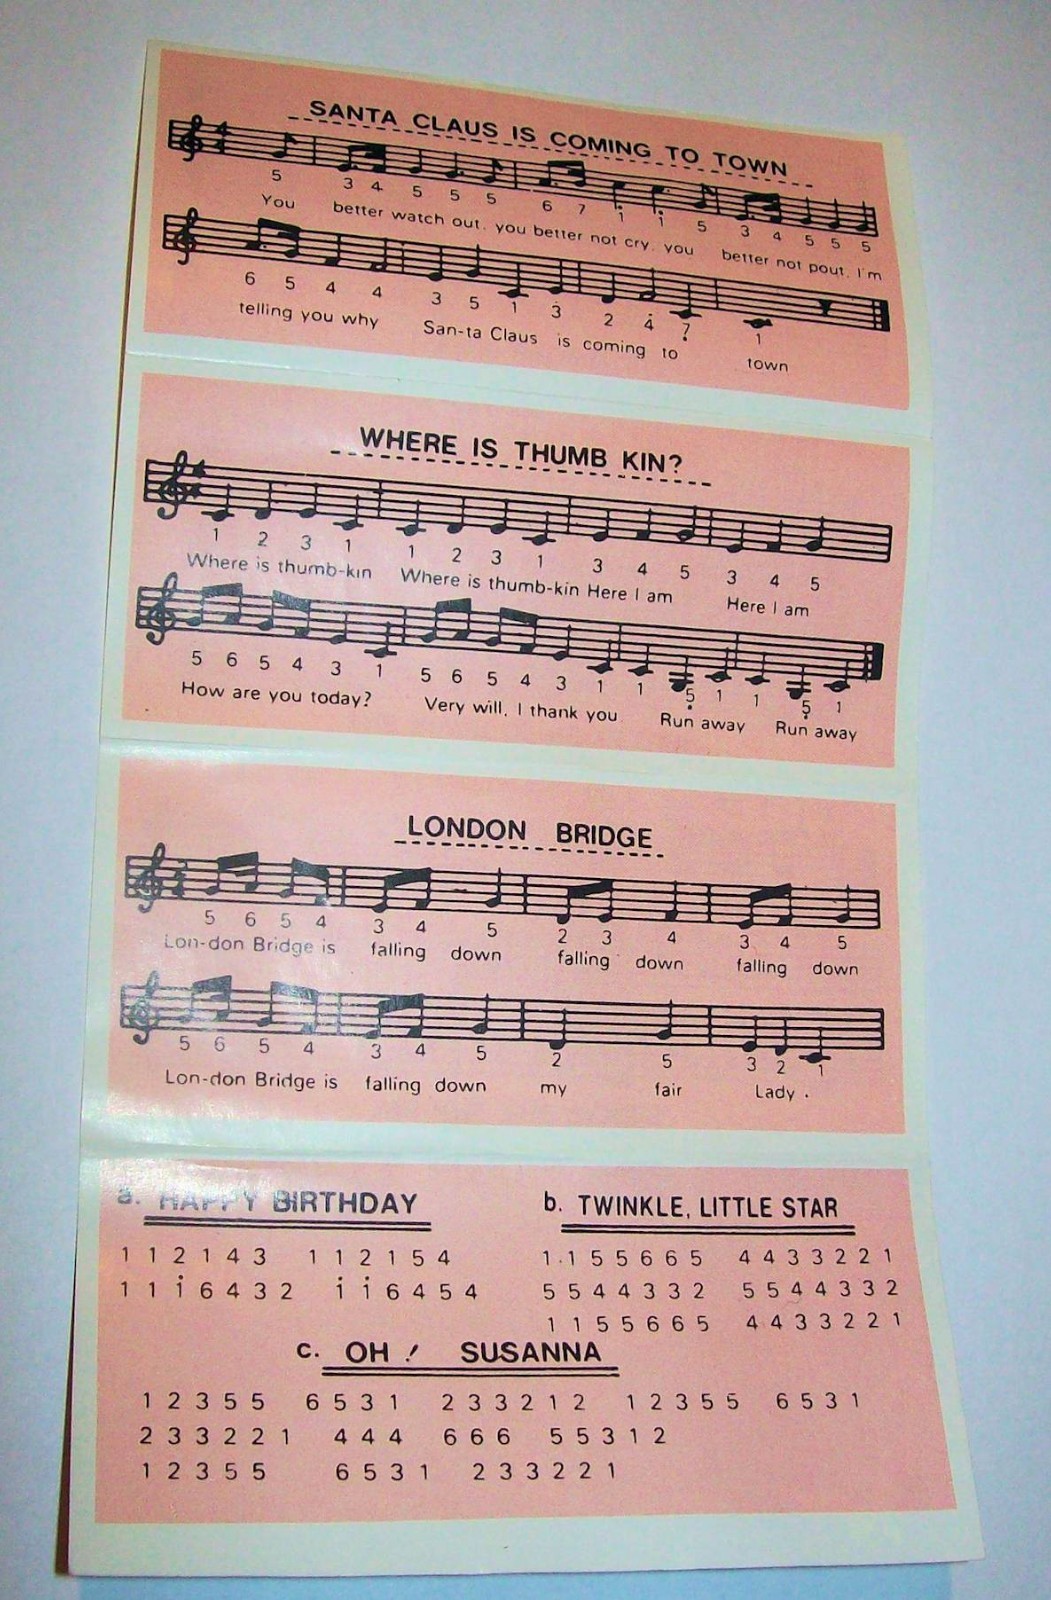 SANTA CLAUS IS COMING TO TOWN
5 3 4 5 5 5 6 7 1 1 5 3 4 5 5 5
You better watch out, you better not cry, you better not pout, I'm
6 5 4 4 3 5 1 3 2 4 7 1
telling you why San-ta Claus is coming to town
WHERE IS THUMB KIN?
1 2 3 1 1 2 3 1 3 4 5 3 4 5
Where is thumb-kin Where is thumb-kin Here I am Here I am
5 6 5 4 3 1 5 6 5 4 3 1 1 5 1 1 5 1
How are you today? Very will, I thank you Run away Run away
LONDON BRIDGE
5 6 5 4 3 4 5 2 3 4 3 4 5
Lon-don Bridge is falling down falling down falling down
5 6 5 4 3 4 5 2 5 3 2 1
Lon-don Bridge is falling down my fair Lady.
a. HAPPY BIRTHDAY
1 1 2 1 4 3 1 1 2 1 5 4
1 1 i 6 4 3 2 i i 6 4 5 4
b. TWINKLE, LITTLE STAR
1 1 5 5 6 6 5 4 4 3 3 2 2 1
5 5 4 4 3 3 2 5 5 4 4 3 3 2
1 1 5 5 6 6 5 4 4 3 3 2 2 1
c. OH! SUSANNA
1 2 3 5 5 6 5 3 1 2 3 3 2 1 2 1 2 3 5 5 6 5 3 1
2 3 3 2 2 1 4 4 4 6 6 6 5 5 3 1 2
1 2 3 5 5 6 5 3 1 2 3 3 2 2 1